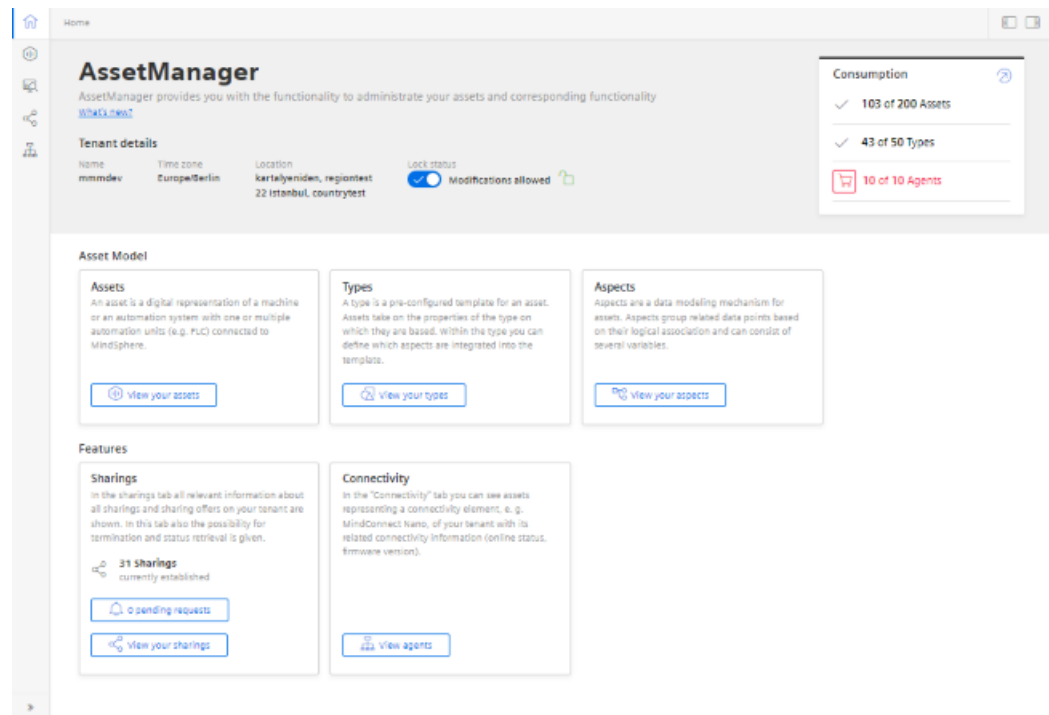 Home
AssetManager
AssetManager provides you with the functionality to administrate your assets and corresponding functionality
What's new?
Tenant details
Name
Time zone
Location
Lock status
mmmdev
Europe/Berlin
kartalyeniden, regiontest
22 istanbul, countrytest
Modifications allowed
Consumption
103 of 200 Assets
43 of 50 Types
10 of 10 Agents
Asset Model
Assets
An asset is a digital representation of a machine
or an automation system with one or multiple
automation units (e.g. PLC) connected to
MindSphere.
View your assets
Types
A type is a pre-configured template for an asset.
Assets take on the properties of the type on
which they are based. Within the type you can
define which aspects are integrated into the
template.
View your types
Aspects
Aspects are a data modeling mechanism for
assets. Aspects group related data points based
on their logical association and can consist of
several variables.
View your aspects
Features
Sharings
In the sharings tab all relevant information about
all sharings and sharing offers on your tenant are
shown. In this tab also the possibility for
termination and status retrieval is given.
31 Sharings
currently established
0 pending requests
View your sharings
Connectivity
In the "Connectivity" tab you can see assets
representing a connectivity element, e. g.
MindConnect Nano, of your tenant with its
related connectivity information (online status,
firmware version).
View agents